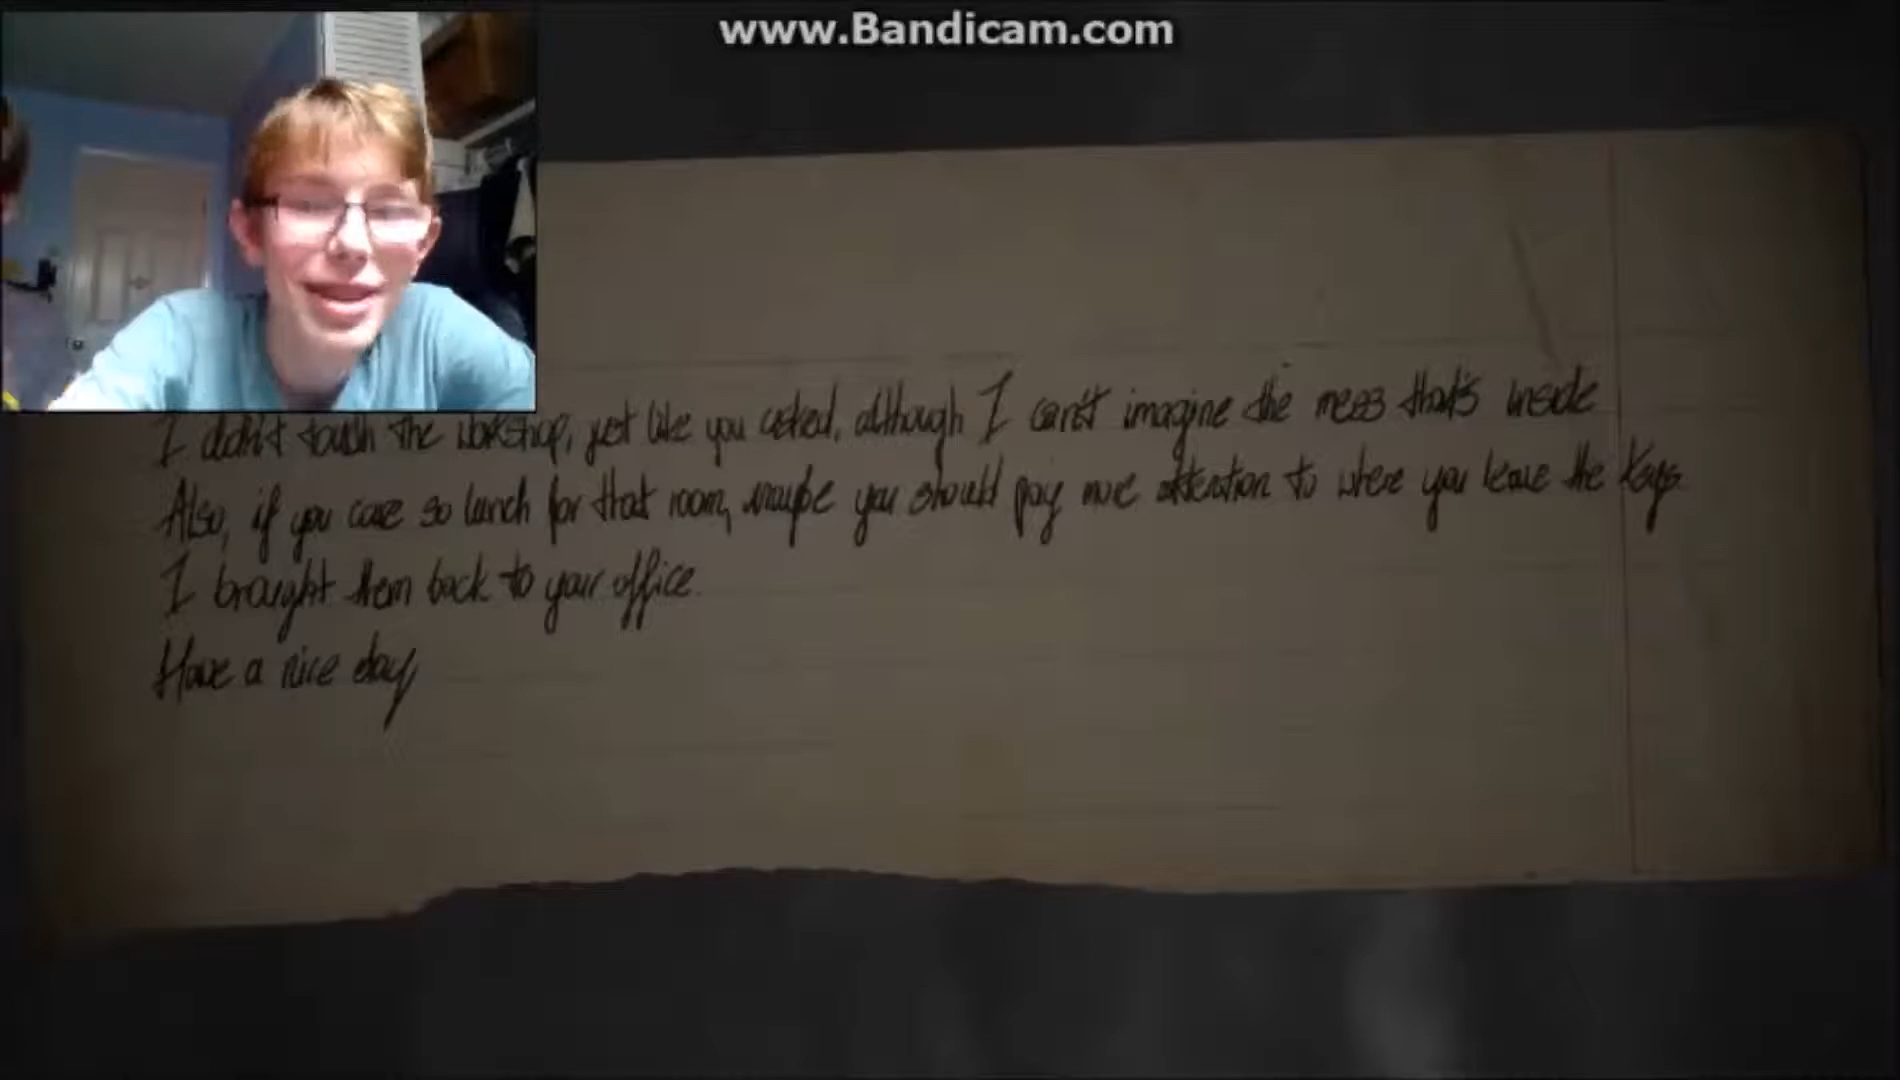 www.Bandicam.com
I didn't touch the workshop, just like you asked, although I can't imagine the mess that's inside
Also, if you care so much for that room, maybe you should pay more attention to where you leave the keys.
I brought them back to your office.
Have a nice day